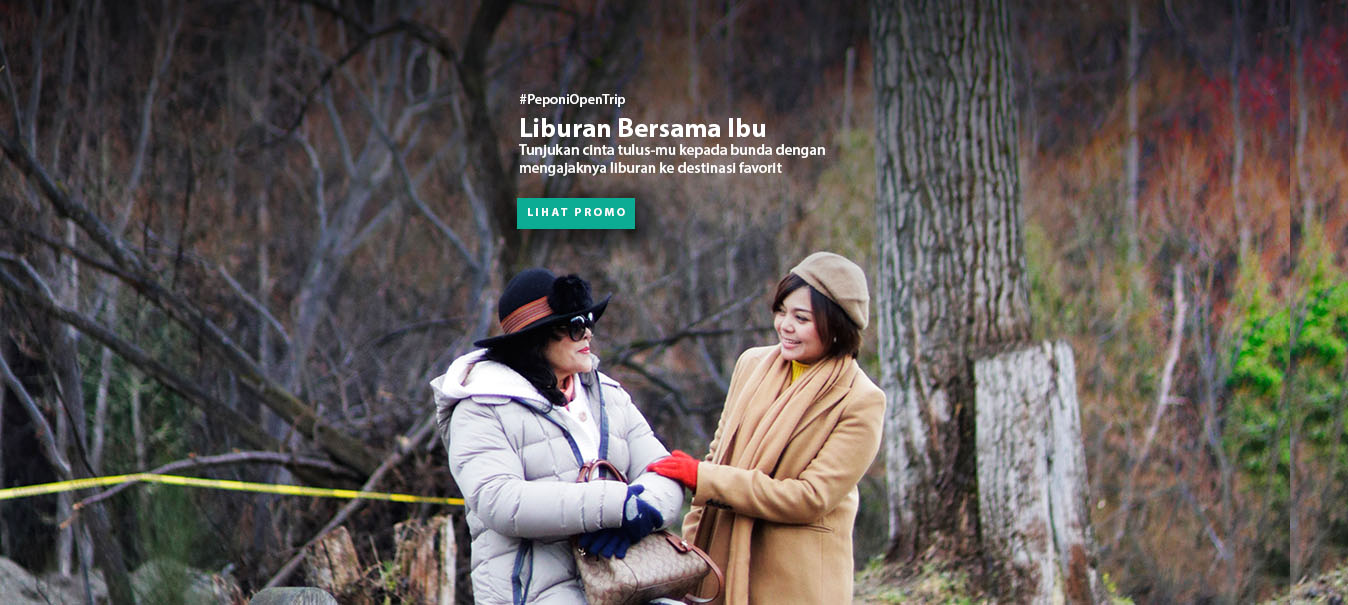 #PeponiOpenTrip
Liburan Bersama Ibu
Tunjukan cinta tulus-mu kepada bunda dengan
mengajaknya liburan ke destinasi favorit
LIHAT PROMO